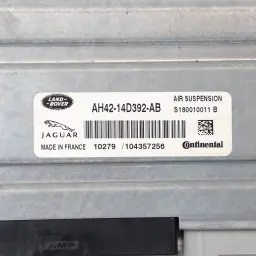 LAND-
ROVER
AH42-14D392-AB
AIR SUSPENSION
S180010011 B
JAGUAR
MADE IN FRANCE
10279 / 104357256
Continental